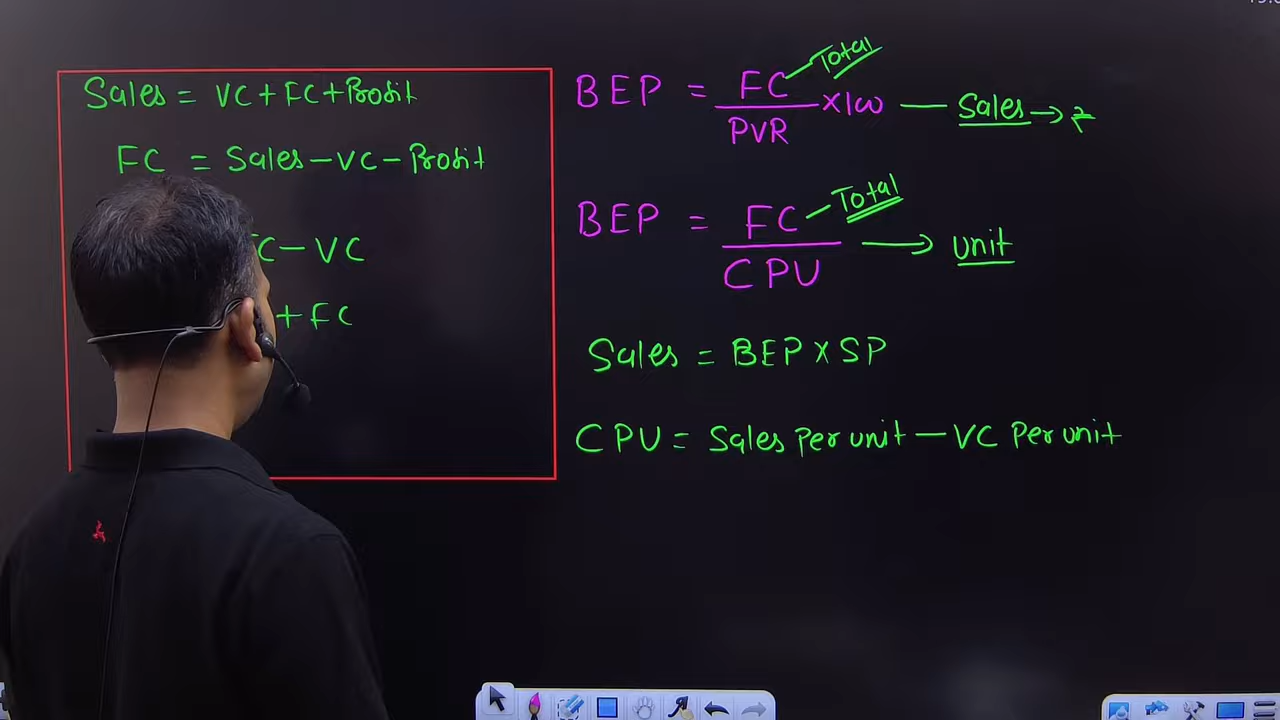 Sales = VC + FC + Profit
FC = Sales - VC - Profit
C - VC
+ FC
BEP = FC/PVR × 100 — Sales → ₹
Total
BEP = FC/CPU → unit
Total
Sales = BEP × SP
CPU = Sales Per unit - VC Per unit